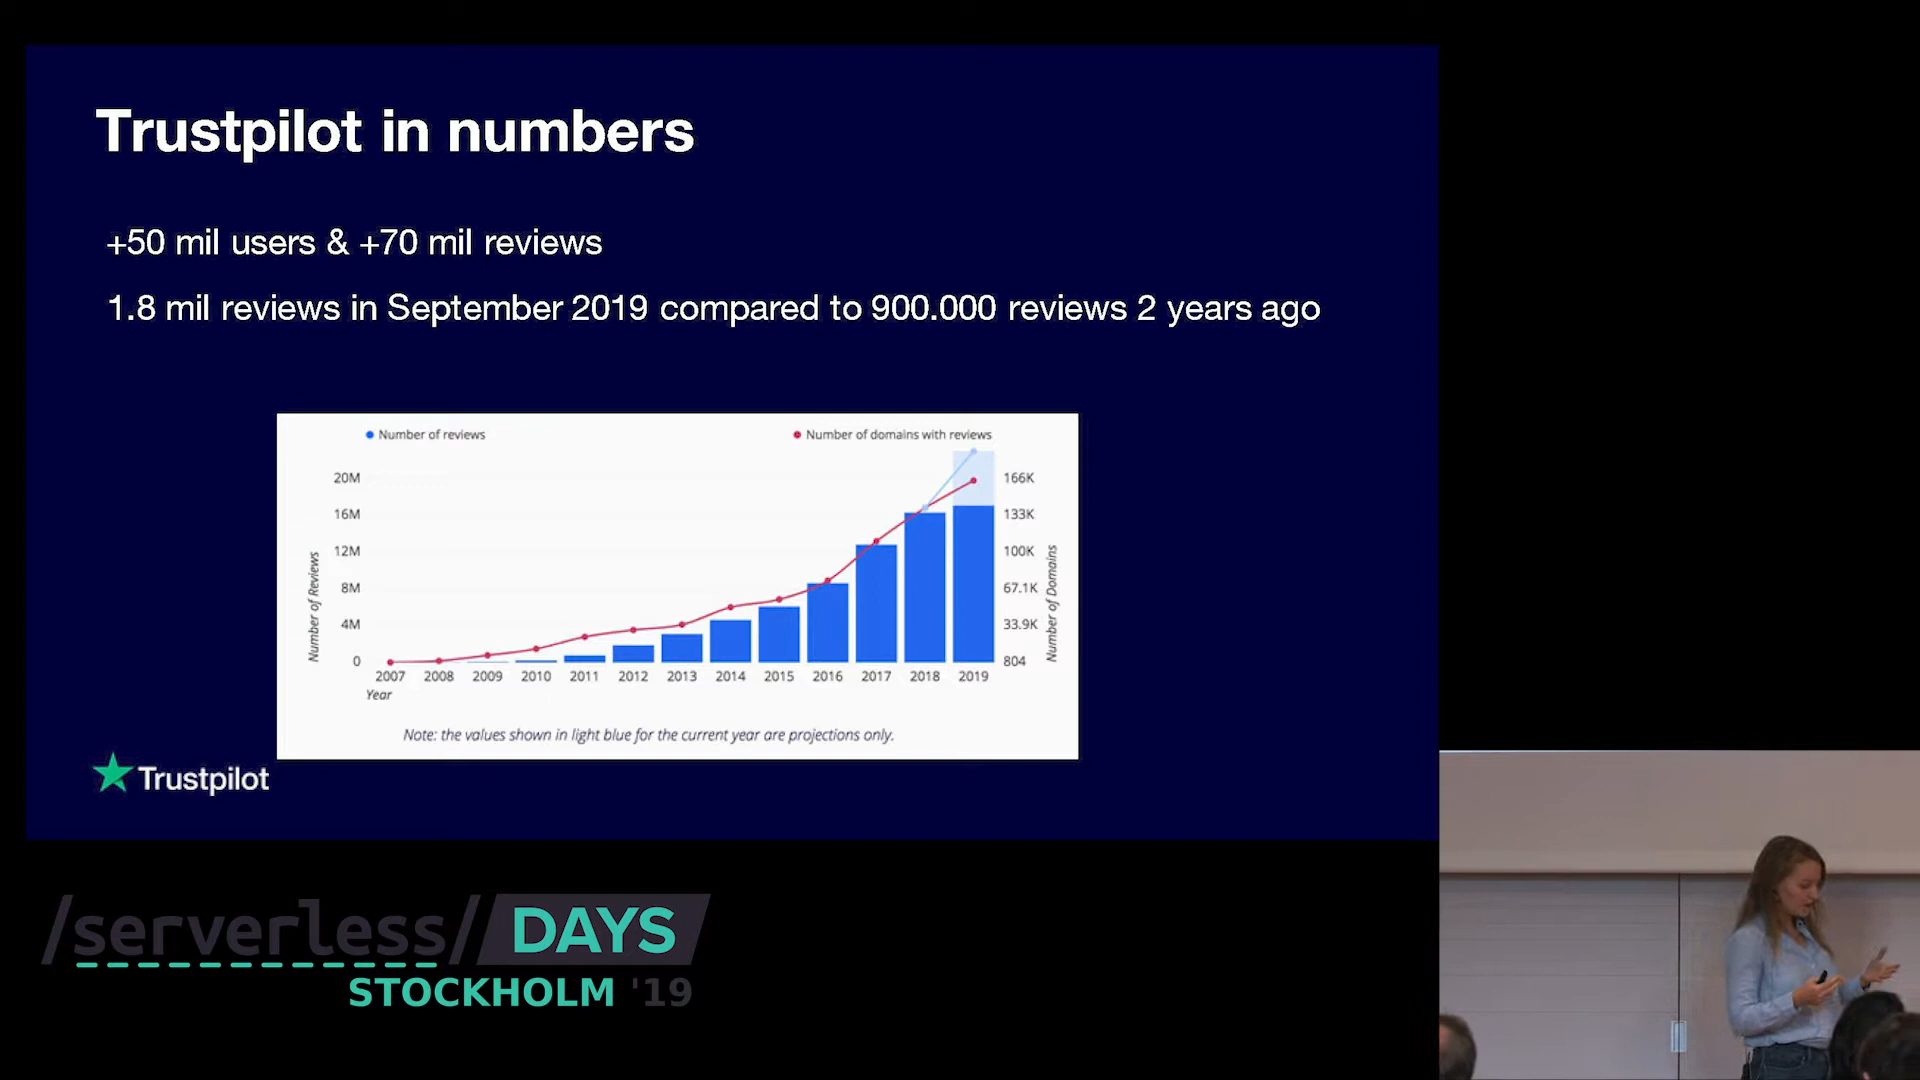 Trustpilot in numbers
+50 mil users & +70 mil reviews
1.8 mil reviews in September 2019 compared to 900.000 reviews 2 years ago
Number of reviews
Number of domains with reviews
20M
16M
12M
8M
4M
0
Number of Reviews
166K
133K
100K
67.1K
33.9K
804
Number of Domains
2007 2008 2009 2010 2011 2012 2013 2014 2015 2016 2017 2018 2019
Year
Note: the values shown in light blue for the current year are projections only.
Trustpilot
/serverless/ DAYS
STOCKHOLM '19